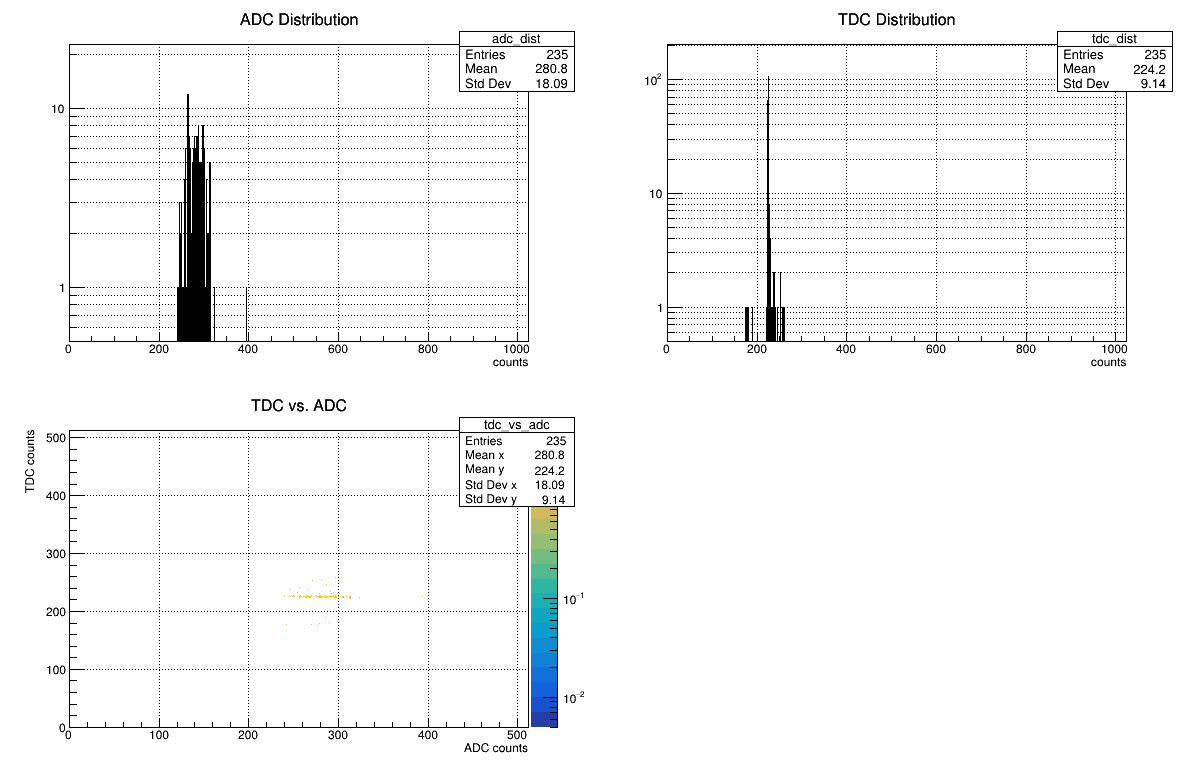 ADC Distribution
adc_dist
Entries 235
Mean 280.8
Std Dev 18.09
10
1
0 200 400 600 800 1000
counts
TDC Distribution
tdc_dist
Entries 235
Mean 224.2
Std Dev 9.14
10²
10
1
0 200 400 600 800 1000
counts
TDC vs. ADC
tdc_vs_adc
Entries 235
Mean x 280.8
Mean y 224.2
Std Dev x 18.09
Std Dev y 9.14
TDC counts
500
400
300
200
100
0
0 100 200 300 400 500
ADC counts
10⁻¹
10⁻²